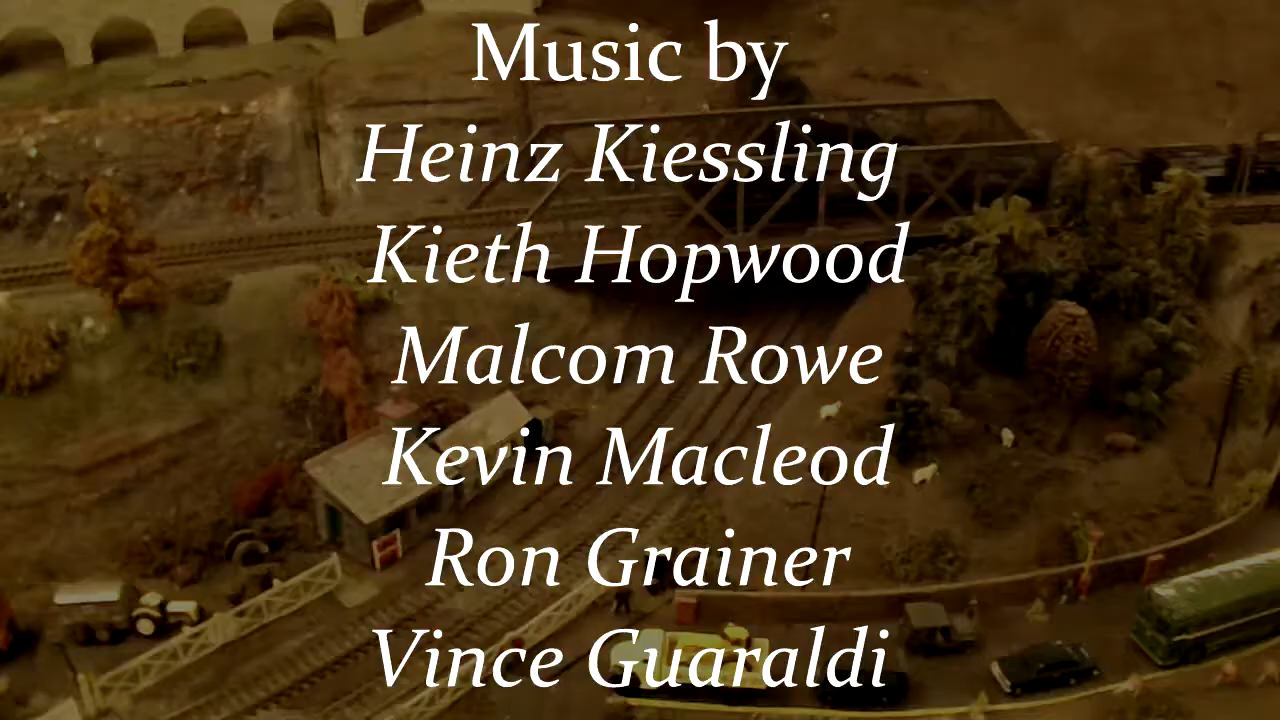 Music by
Heinz Kiessling
Kieth Hopwood
Malcom Rowe
Kevin Macleod
Ron Grainer
Vince Guaraldi